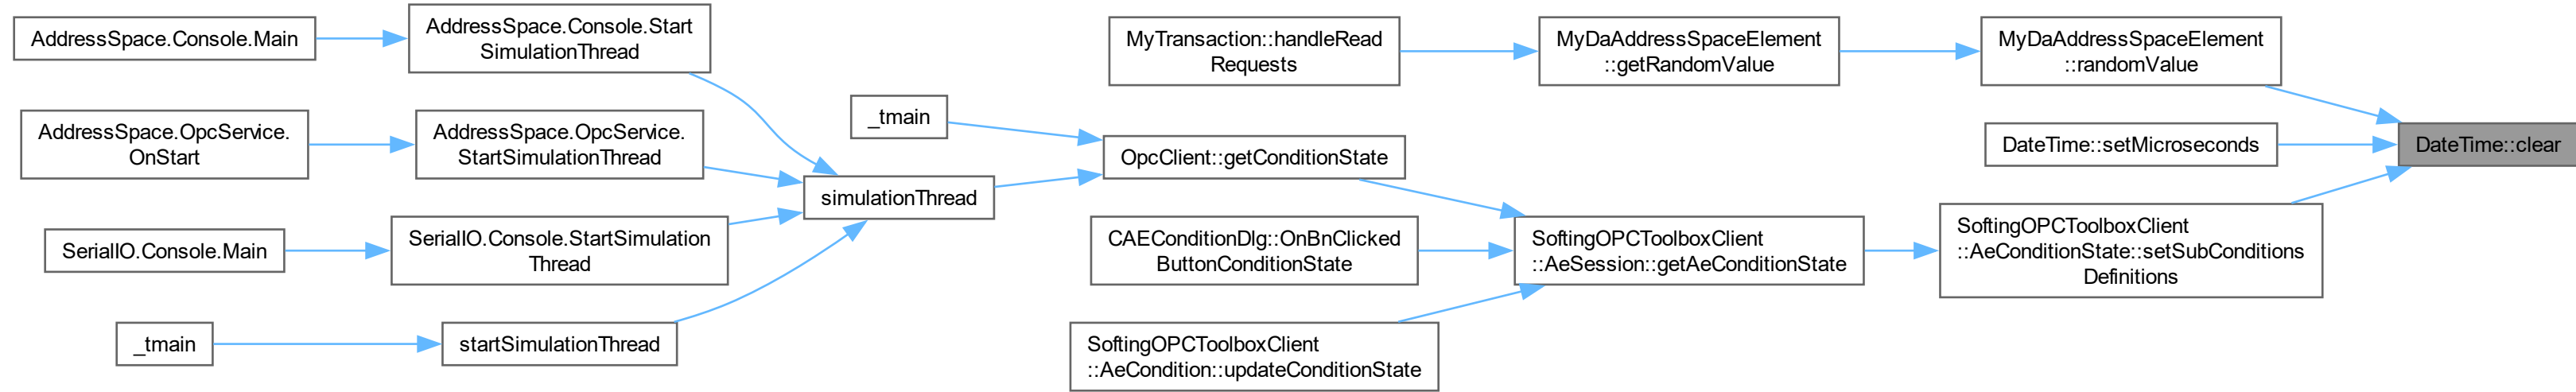 AddressSpace.Console.Main
AddressSpace.Console.Start
SimulationThread
AddressSpace.OpcService.
OnStart
AddressSpace.OpcService.
StartSimulationThread
SerialIO.Console.Main
SerialIO.Console.StartSimulation
Thread
_tmain
startSimulationThread
simulationThread
_tmain
MyTransaction::handleRead
Requests
OpcClient::getConditionState
CAEConditionDlg::OnBnClicked
ButtonConditionState
SoftingOPCToolboxClient
::AeCondition::updateConditionState
MyDaAddressSpaceElement
::getRandomValue
SoftingOPCToolboxClient
::AeSession::getAeConditionState
MyDaAddressSpaceElement
::randomValue
DateTime::setMicroseconds
SoftingOPCToolboxClient
::AeConditionState::setSubConditions
Definitions
DateTime::clear